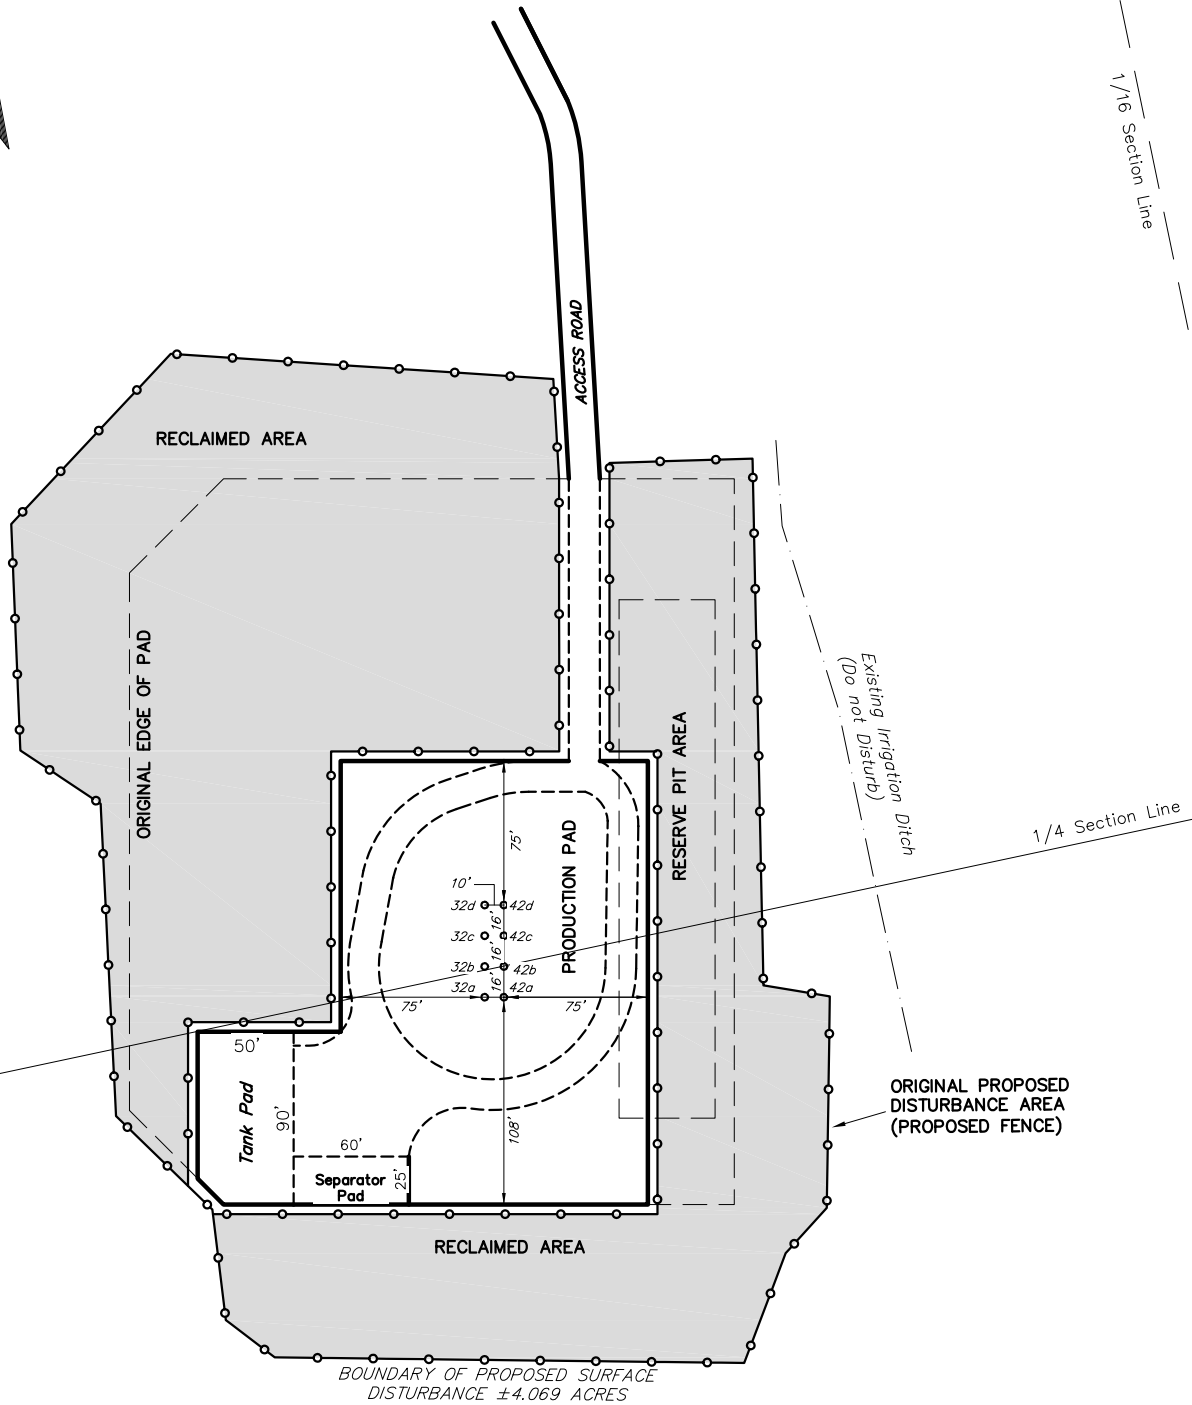 1/16 Section Line
ACCESS ROAD
RECLAIMED AREA
ORIGINAL EDGE OF PAD
Existing Irrigation Ditch
(Do not Disturb)
RESERVE PIT AREA
1/4 Section Line
PRODUCTION PAD
75'
10'
32d
42d
16'
32c
42c
16'
32b
42b
16'
32a
42a
75'
75'
50'
Tank Pad
90'
60'
108'
Separator
Pad
25'
ORIGINAL PROPOSED
DISTURBANCE AREA
(PROPOSED FENCE)
RECLAIMED AREA
BOUNDARY OF PROPOSED SURFACE
DISTURBANCE ±4.069 ACRES